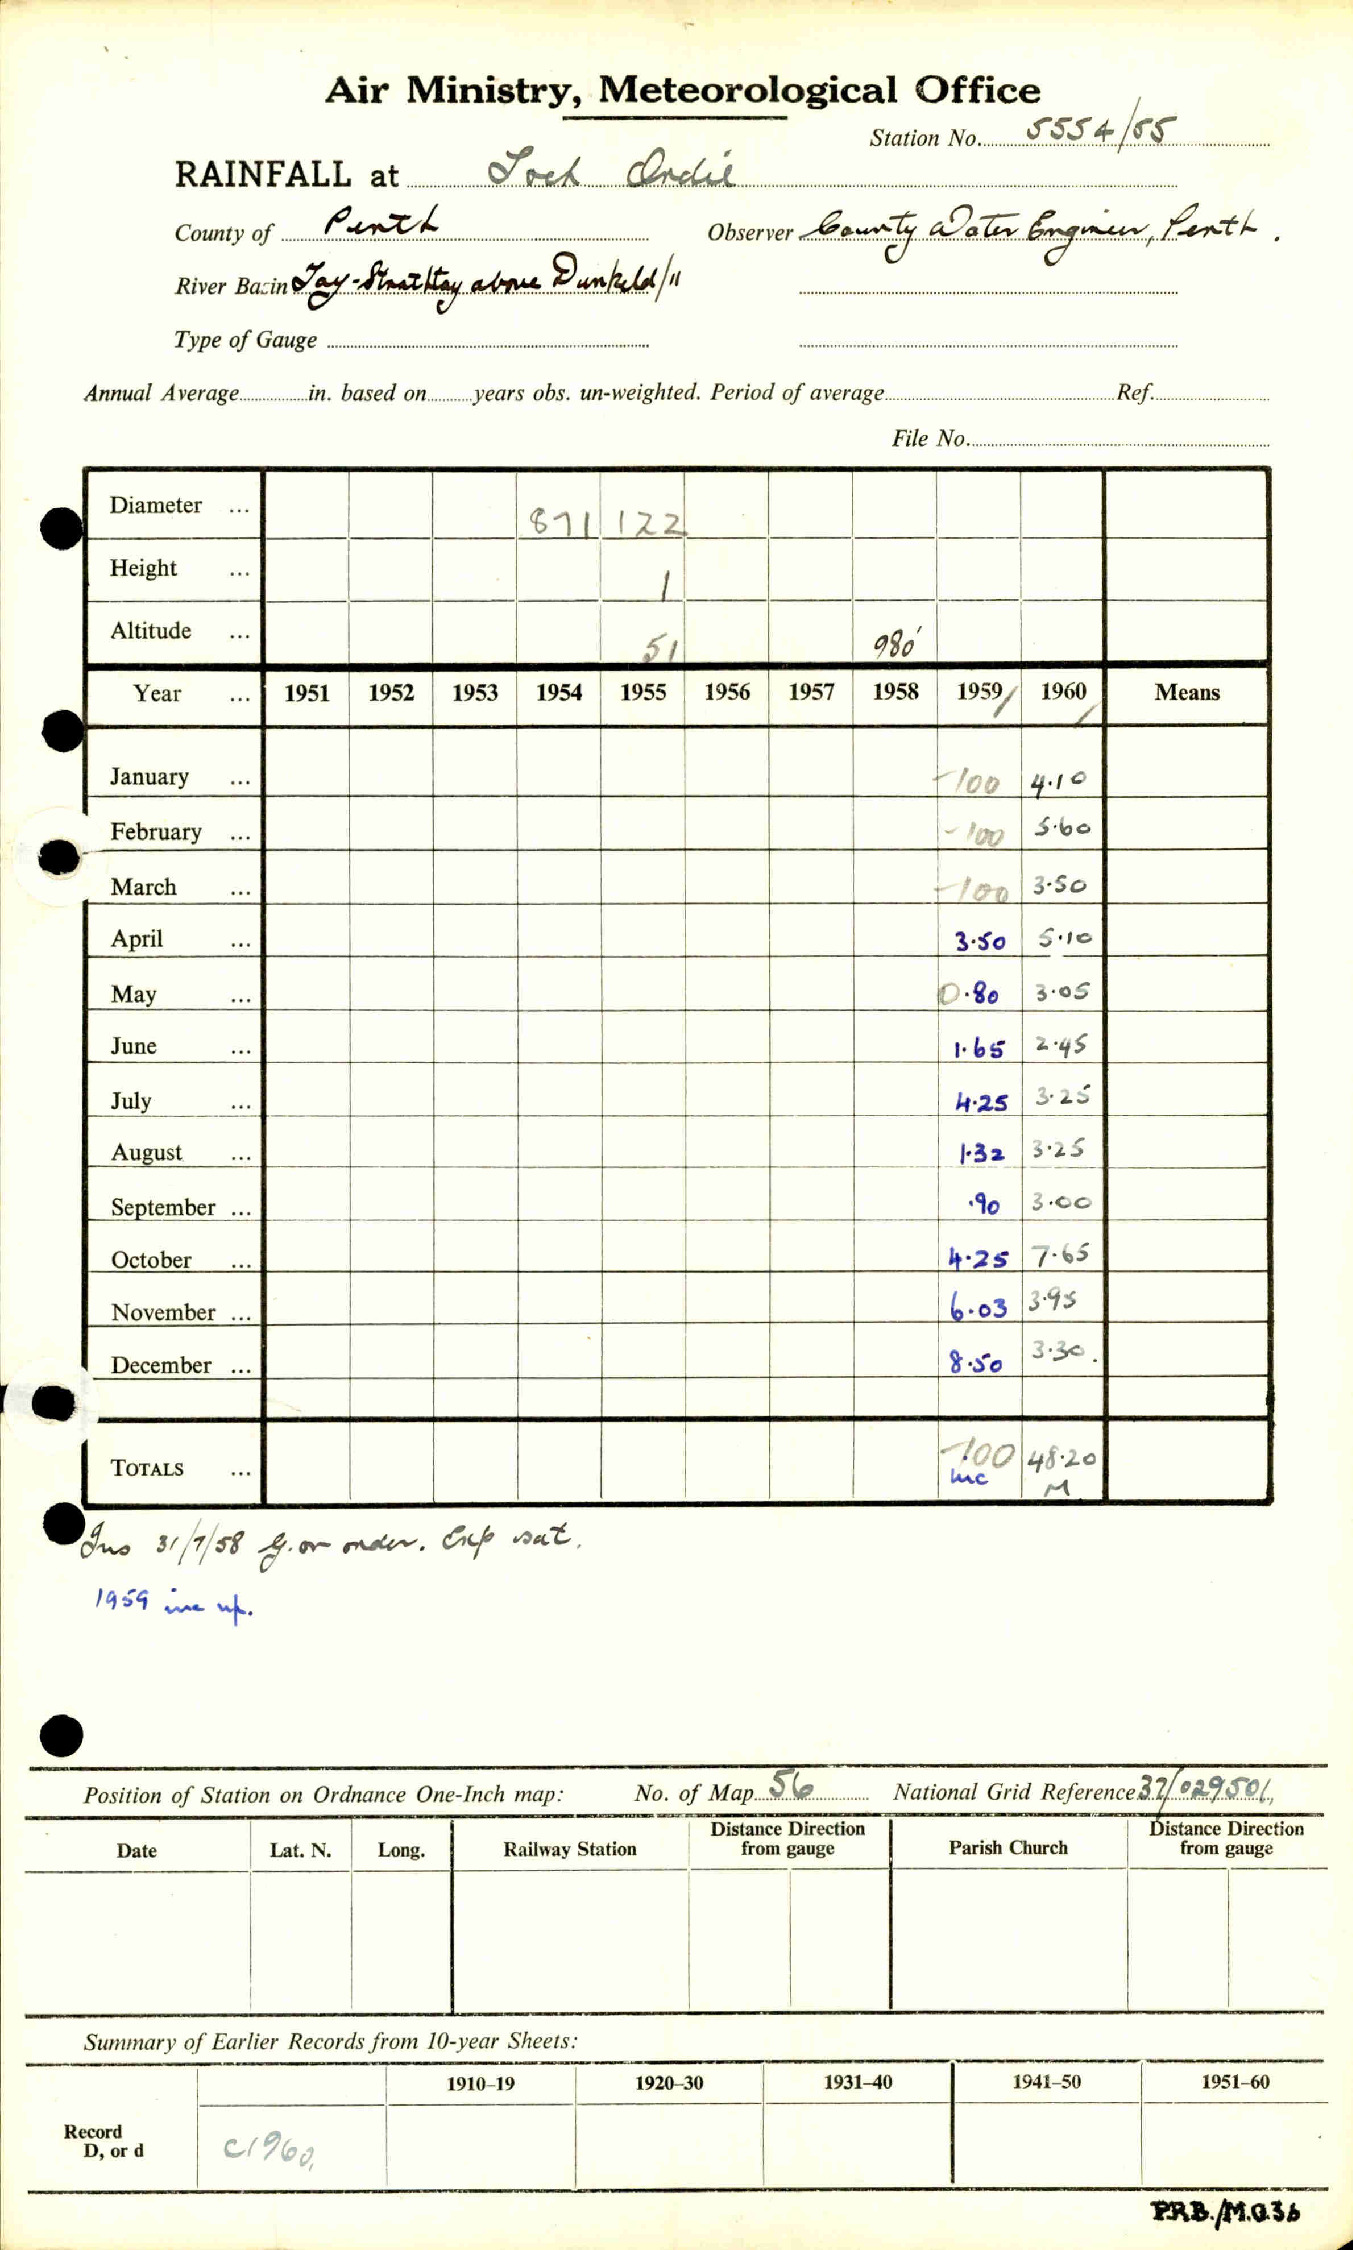 Air Ministry, Meteorological Office
Station No. 5554/55
RAINFALL at Loch Ordie
County of Perth Observer County Water Engineer, Perth.
River Basin Tay-Strathtay above Dunkeld/11
Type of Gauge
Annual Average in. based on years obs. un-weighted. Period of average Ref.
File No.
Diameter ... 871 122
Height ... 1
Altitude ... 51 980'
Year ... 1951 1952 1953 1954 1955 1956 1957 1958 1959/ 1960/ Means
January ... -100 4.10
February ... -100 5.60
March ... -100 3.50
April ... 3.50 5.10
May ... 0.80 3.05
June ... 1.65 2.45
July ... 4.25 3.25
August ... 1.32 3.25
September ... .90 3.00
October ... 4.25 7.65
November ... 6.03 3.95
December ... 8.50 3.30.
TOTALS ... -100 48.20
inc M
Ins 31/7/58 G. on order. Exp sat.
1959 inc up.
Position of Station on Ordnance One-Inch map: No. of Map 56 National Grid Reference 37/029501
Date Lat. N. Long. Railway Station Distance Direction from gauge Parish Church Distance Direction from gauge
Summary of Earlier Records from 10-year Sheets:
1910–19 1920–30 1931–40 1941–50 1951–60
Record
D, or d
C1960.
P.R.B./M.O.36